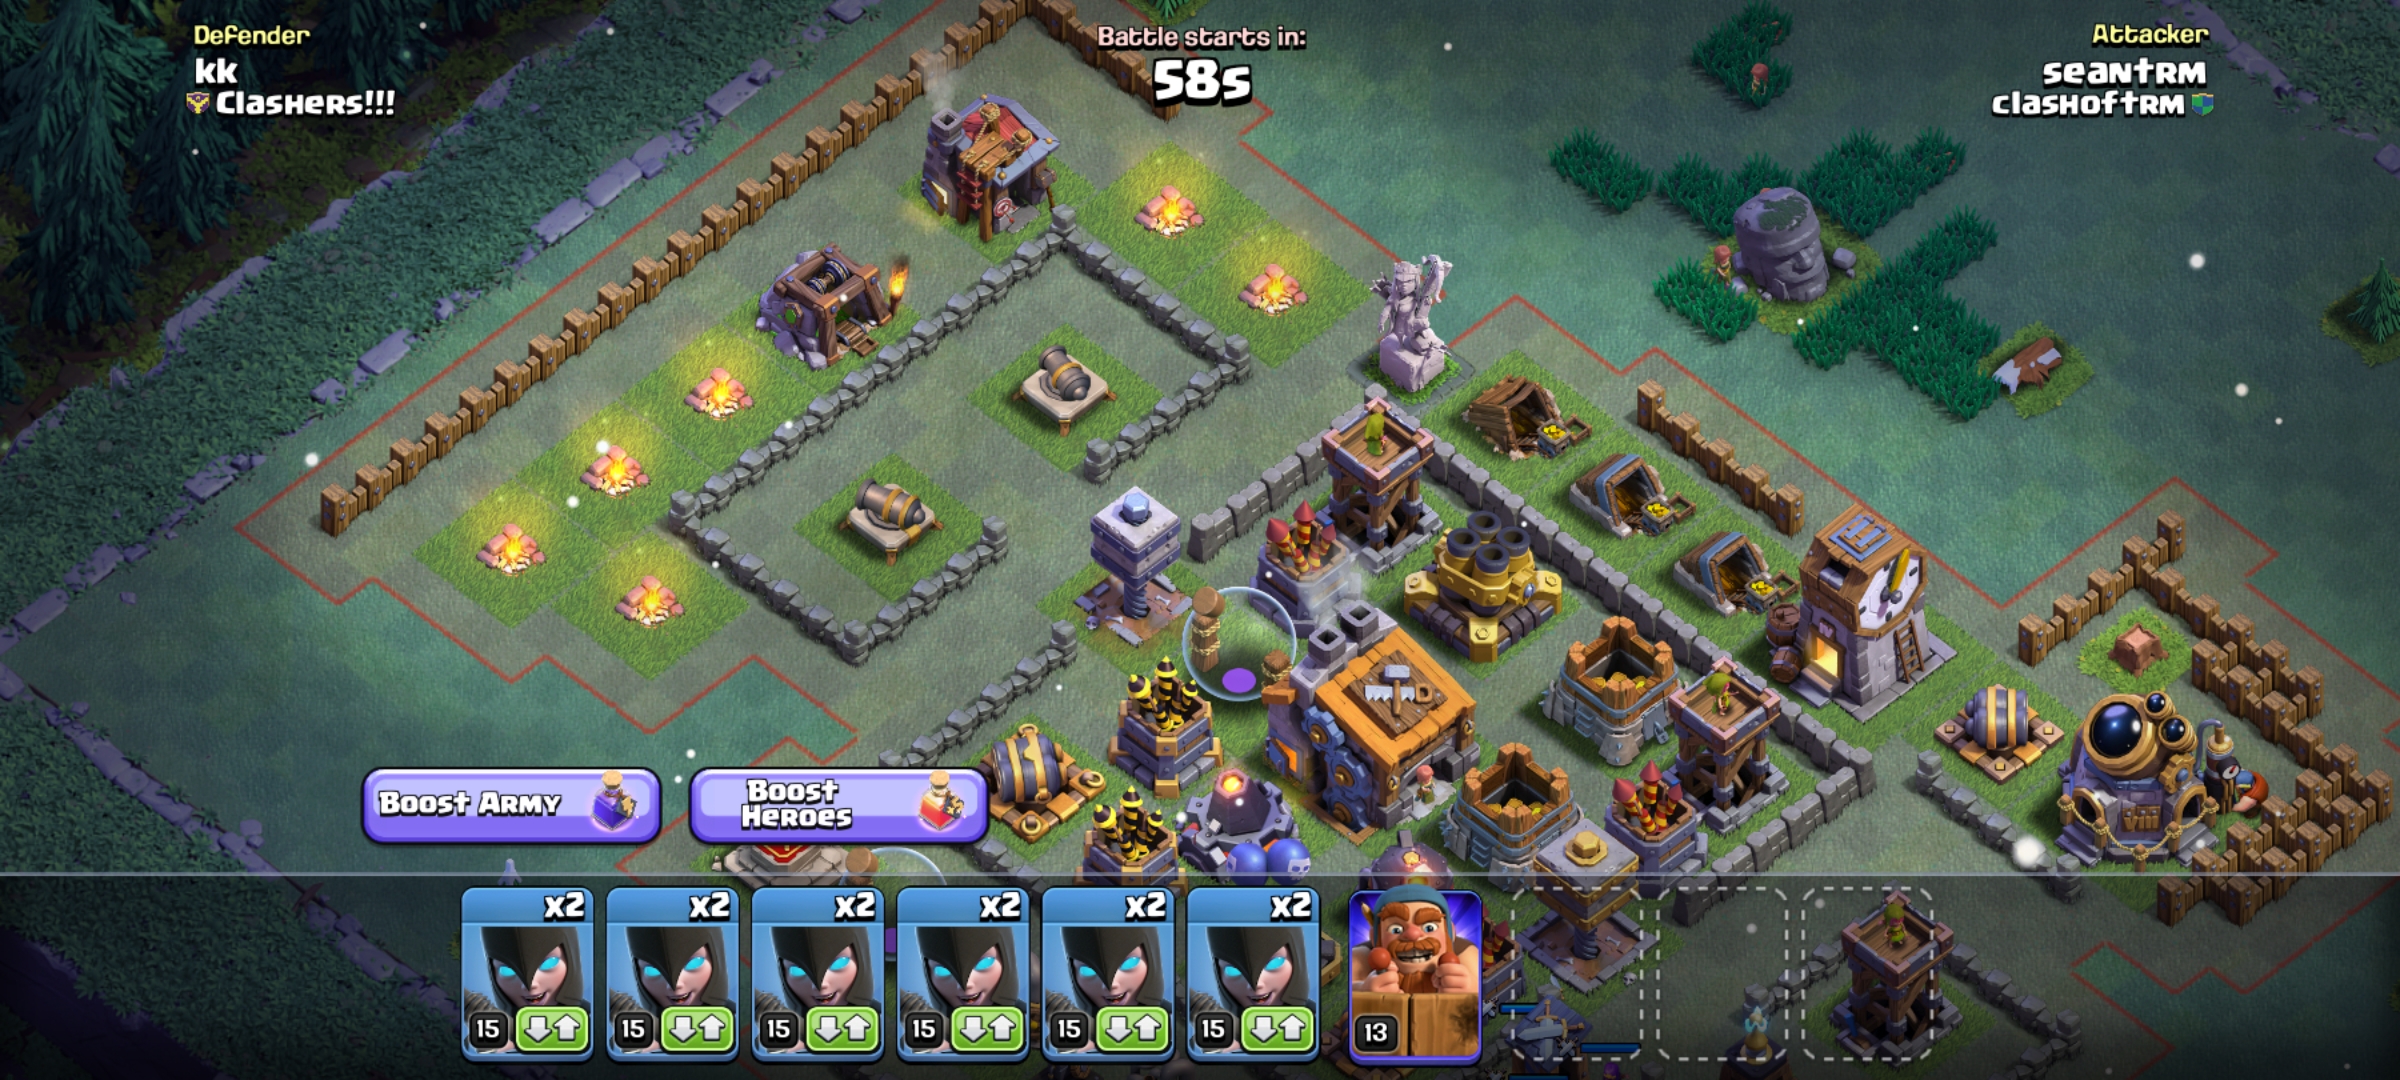 Defender
kk
Clashers!!!
Battle starts in:
58s
Attacker
seantrm
clashoftrm
Boost Army
Boost
Heroes
x2
x2
x2
x2
x2
x2
15
15
15
15
15
15
13
VIII